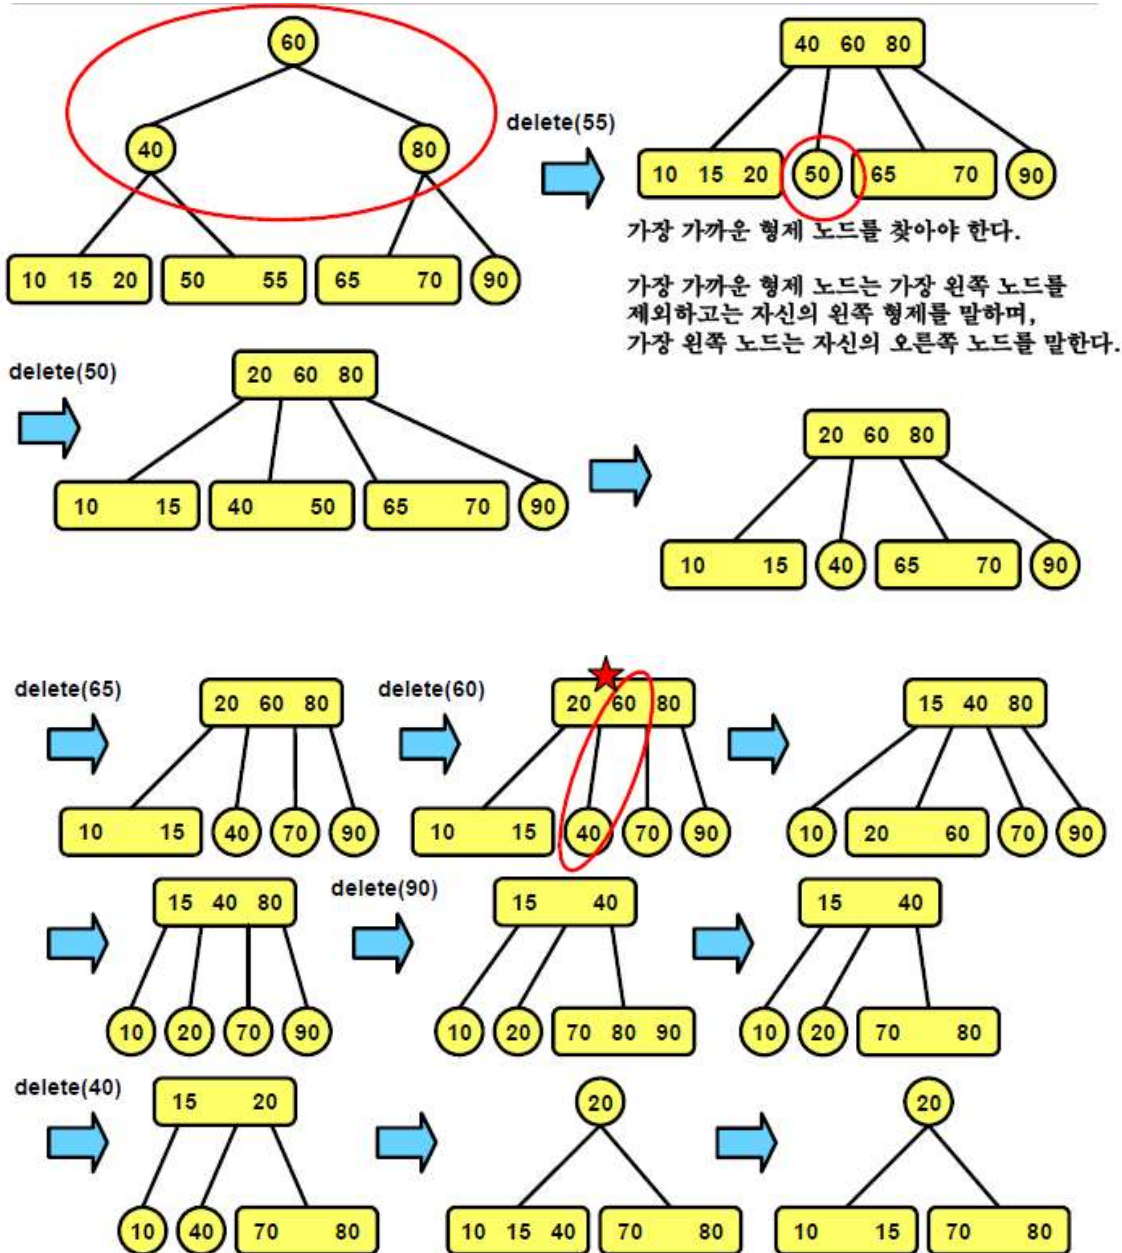 60
40 80
10 15 20 50 55 65 70 90
delete(55)
40 60 80
10 15 20 50 65 70 90
가장 가까운 형제 노드를 찾아야 한다.
가장 가까운 형제 노드는 가장 왼쪽 노드를
제외하고는 자신의 왼쪽 형제를 말하며,
가장 왼쪽 노드는 자신의 오른쪽 노드를 말한다.
delete(50)
20 60 80
10 15 40 50 65 70 90
20 60 80
10 15 40 65 70 90
delete(65)
20 60 80
10 15 40 70 90
delete(60)
20 60 80
10 15 40 70 90
15 40 80
10 20 60 70 90
15 40 80
10 20 70 90
delete(90)
15 40
10 20 70 80 90
15 40
10 20 70 80
delete(40)
15 20
10 40 70 80
20
10 15 40 70 80
20
10 15 70 80